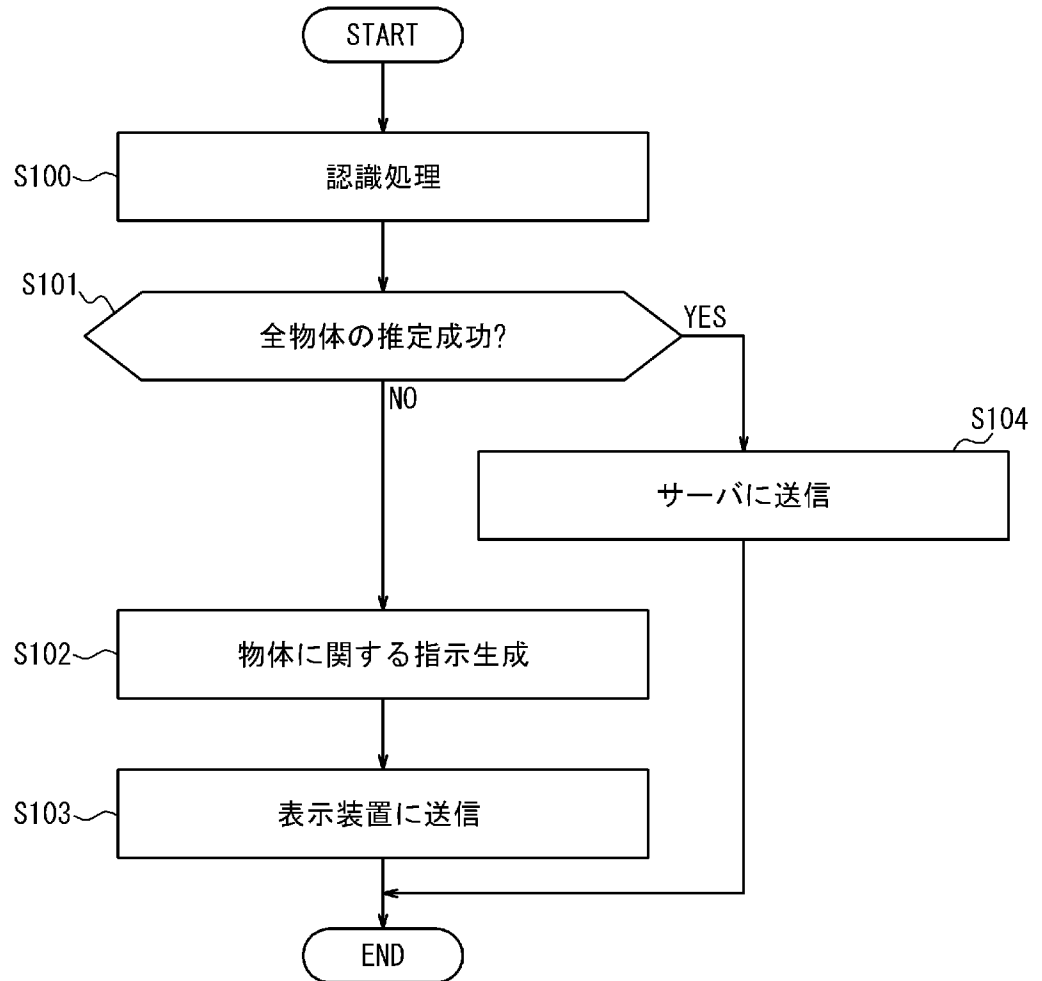 START
S100
認識処理
S101
全物体の推定成功?
YES
NO
S104
サーバに送信
S102
物体に関する指示生成
S103
表示装置に送信
END